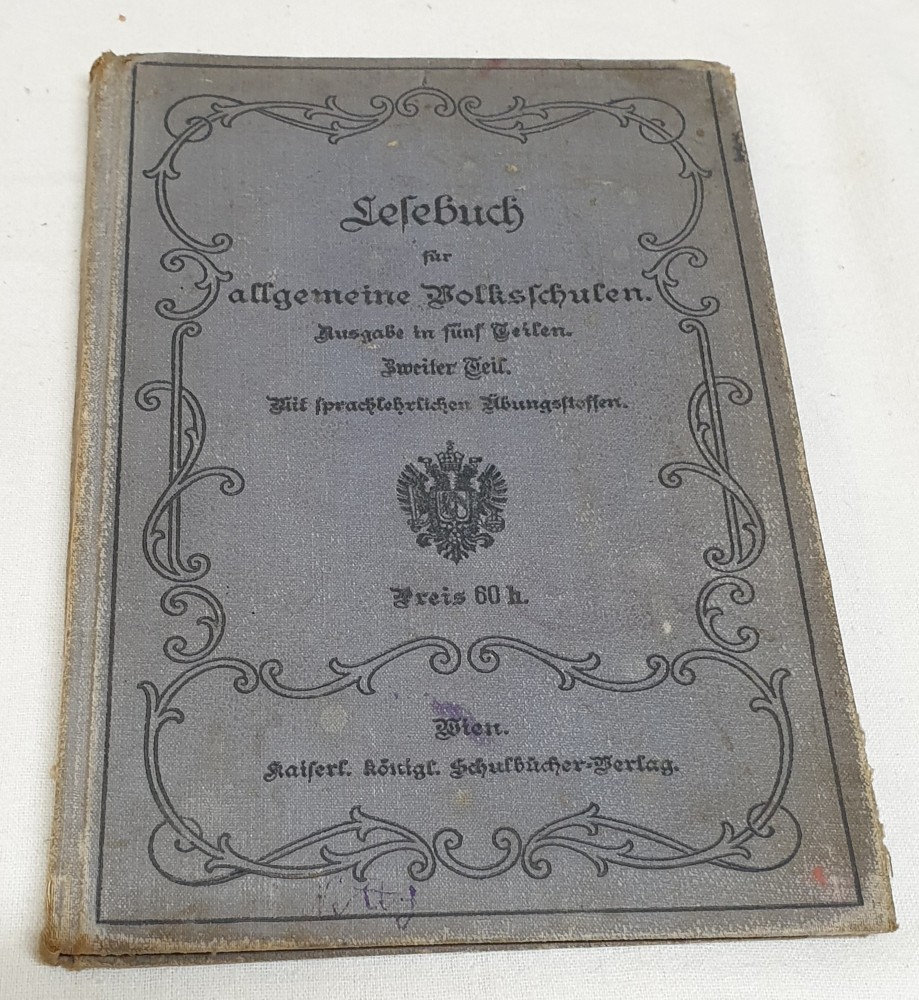 Lesebuch
für
allgemeine Volksschulen.
Ausgabe in fünf Teilen.
Zweiter Teil.
Mit sprachlehrlichen Übungsstoffen.
Preis 60 h.
Wien.
Kaiserl. königl. Schulbücher-Verlag.